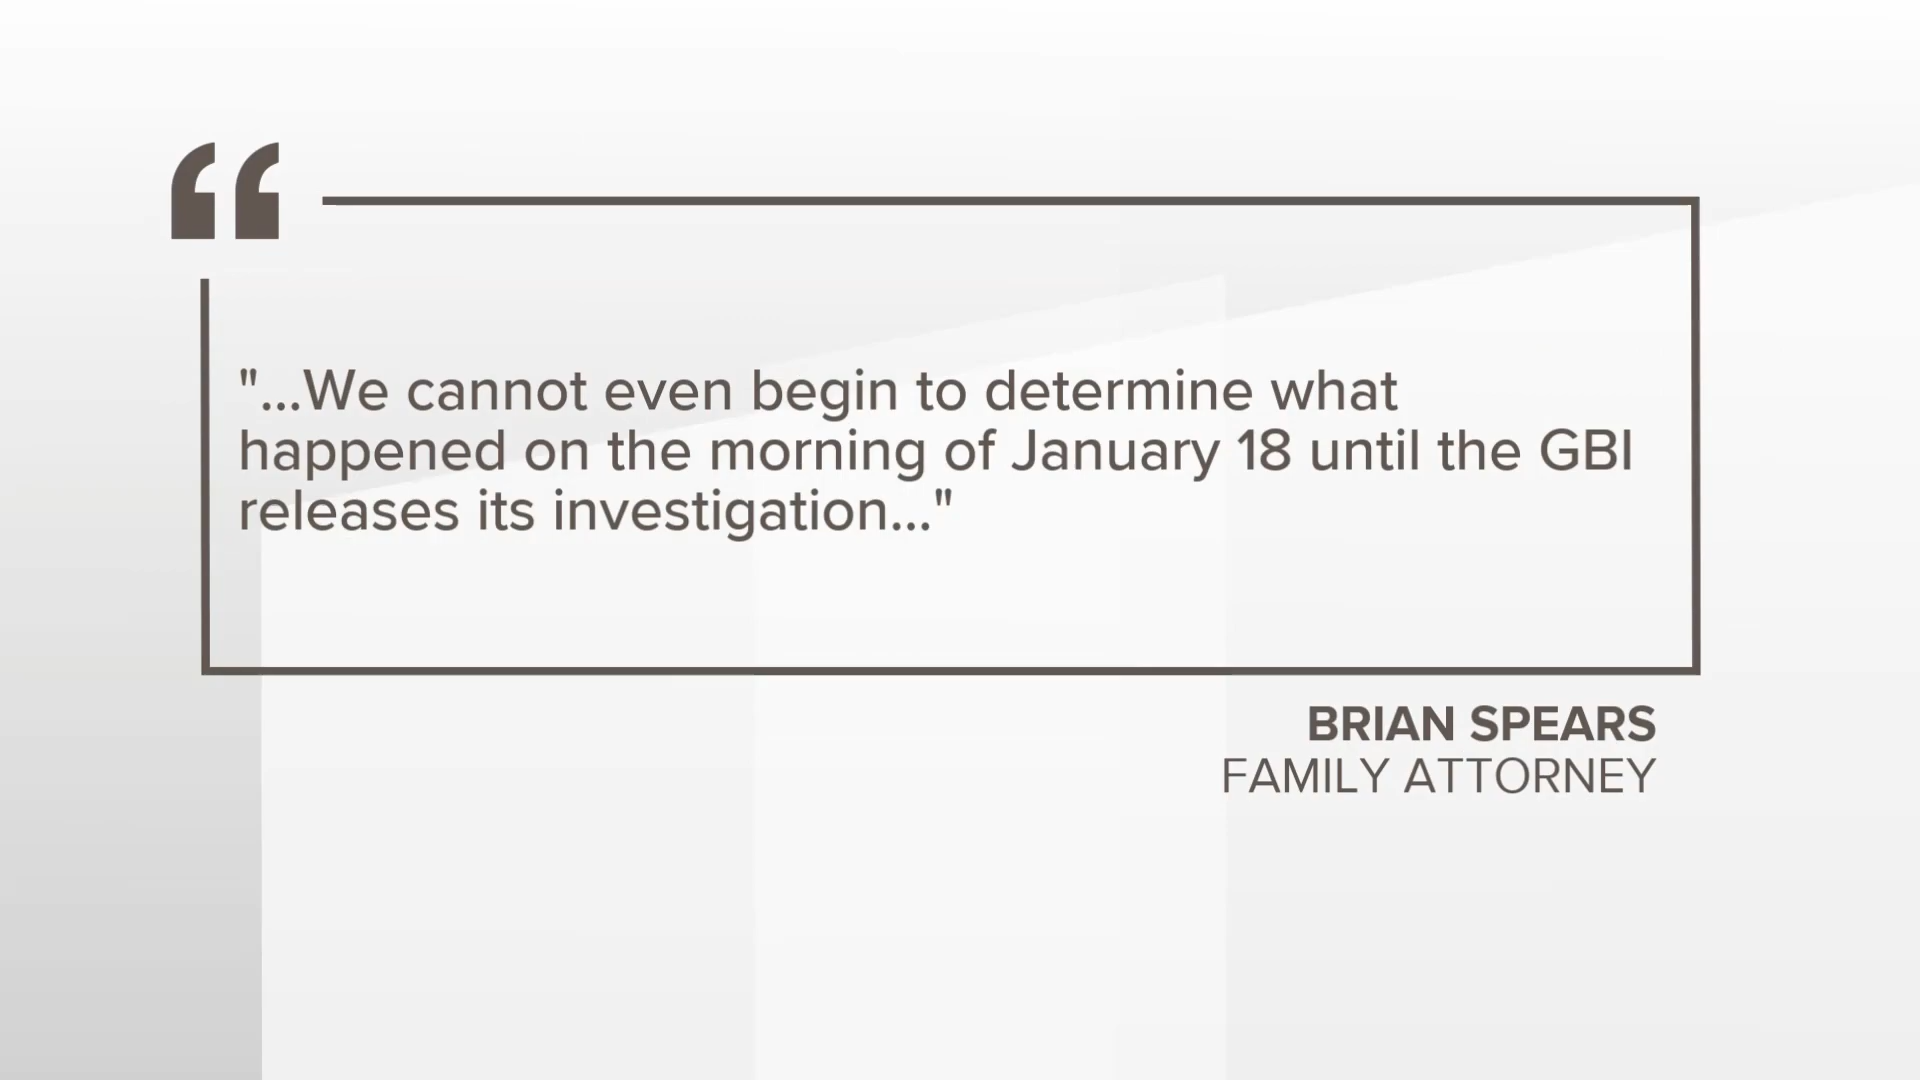 "...We cannot even begin to determine what
happened on the morning of January 18 until the GBI
releases its investigation..."
BRIAN SPEARS
FAMILY ATTORNEY